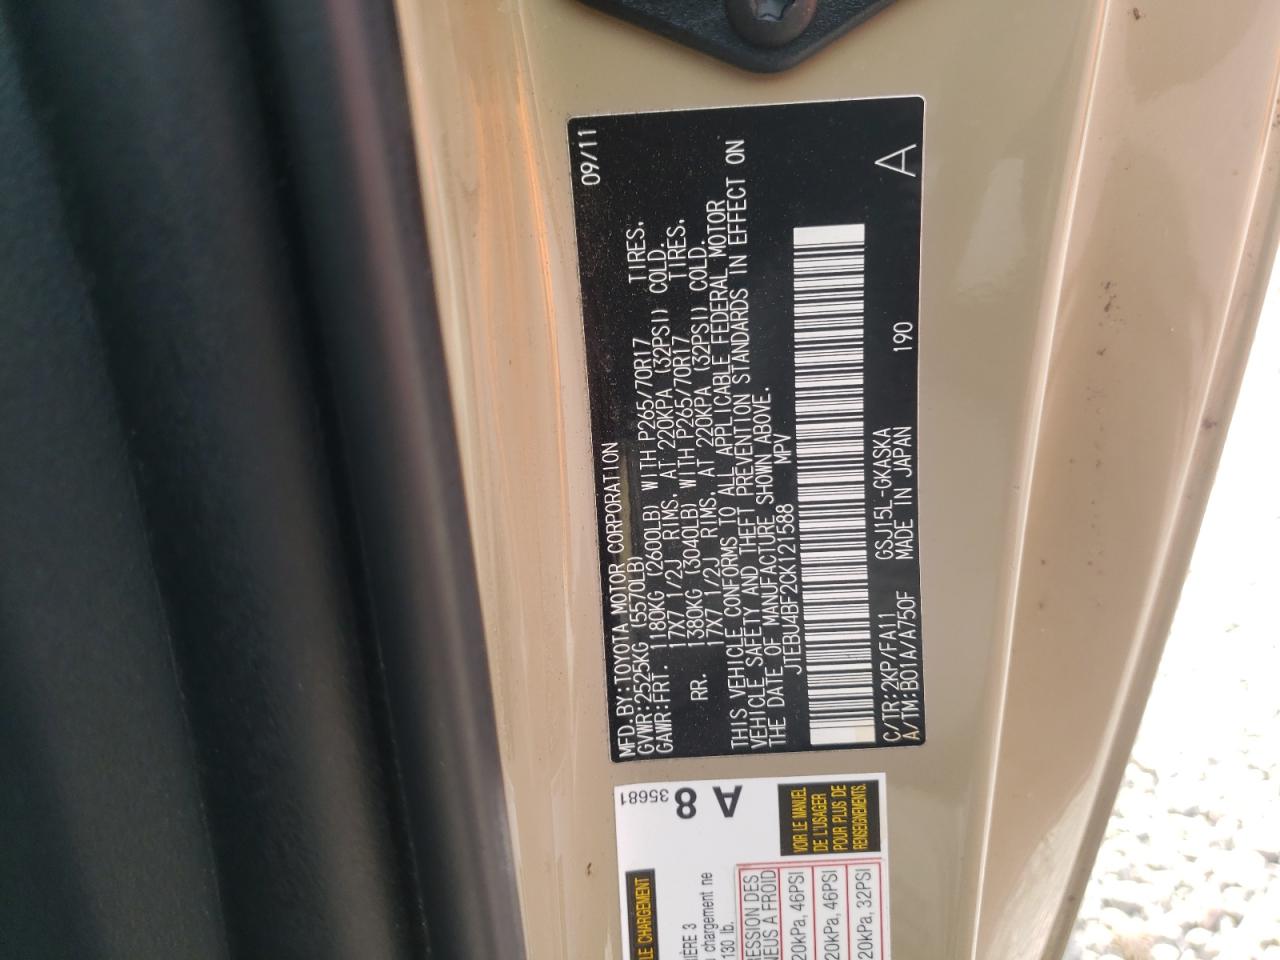 MFD.BY:TOYOTA MOTOR CORPORATION 09/11
GVWR:2525KG (5570LB)
GAWR:FRT. 1180KG (2600LB) WITH P265/70R17 TIRES,
17X7 1/2J RIMS, AT 220KPA (32PSI) COLD.
RR. 1380KG (3040LB) WITH P265/70R17 TIRES,
17X7 1/2J RIMS, AT 220KPA (32PSI) COLD.
THIS VEHICLE CONFORMS TO ALL APPLICABLE FEDERAL MOTOR
VEHICLE SAFETY AND THEFT PREVENTION STANDARDS IN EFFECT ON
THE DATE OF MANUFACTURE SHOWN ABOVE.
JTEBU4BF2CK121588 MPV
C/TR:2KP/FA11 GSJ15L-GKASKA A
A/TM:B01A/A750F MADE IN JAPAN 190
35681
A8
LE CHARGEMENT
IÈRE 3
chargement ne
130 lb.
VOIR LE MANUEL
DE L'USAGER
POUR PLUS DE
RENSEIGNEMENTS.
ESSION DES
NEUS À FROID
20kPa, 46PSI
20kPa, 46PSI
20kPa, 32PSI